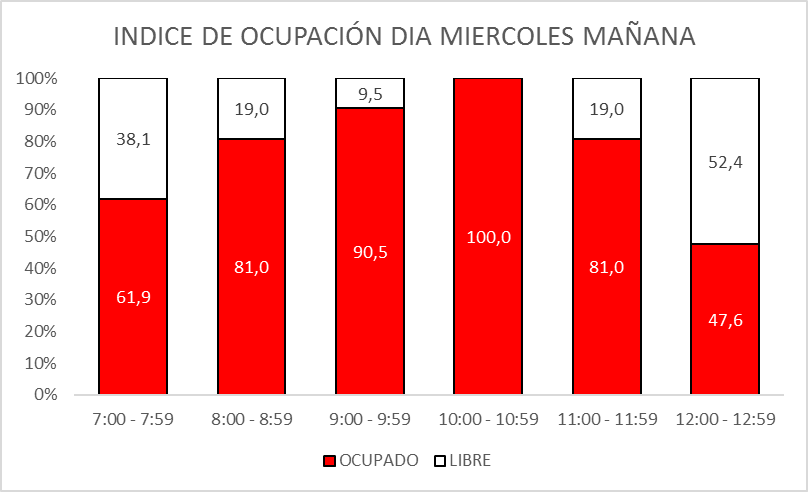 INDICE DE OCUPACIÓN DIA MIERCOLES MAÑANA
100%
90%
80%
70%
60%
50%
40%
30%
20%
10%
0%
38,1 19,0 9,5 19,0 52,4
61,9 81,0 90,5 100,0 81,0 47,6
7:00 - 7:59 8:00 - 8:59 9:00 - 9:59 10:00 - 10:59 11:00 - 11:59 12:00 - 12:59
OCUPADO LIBRE